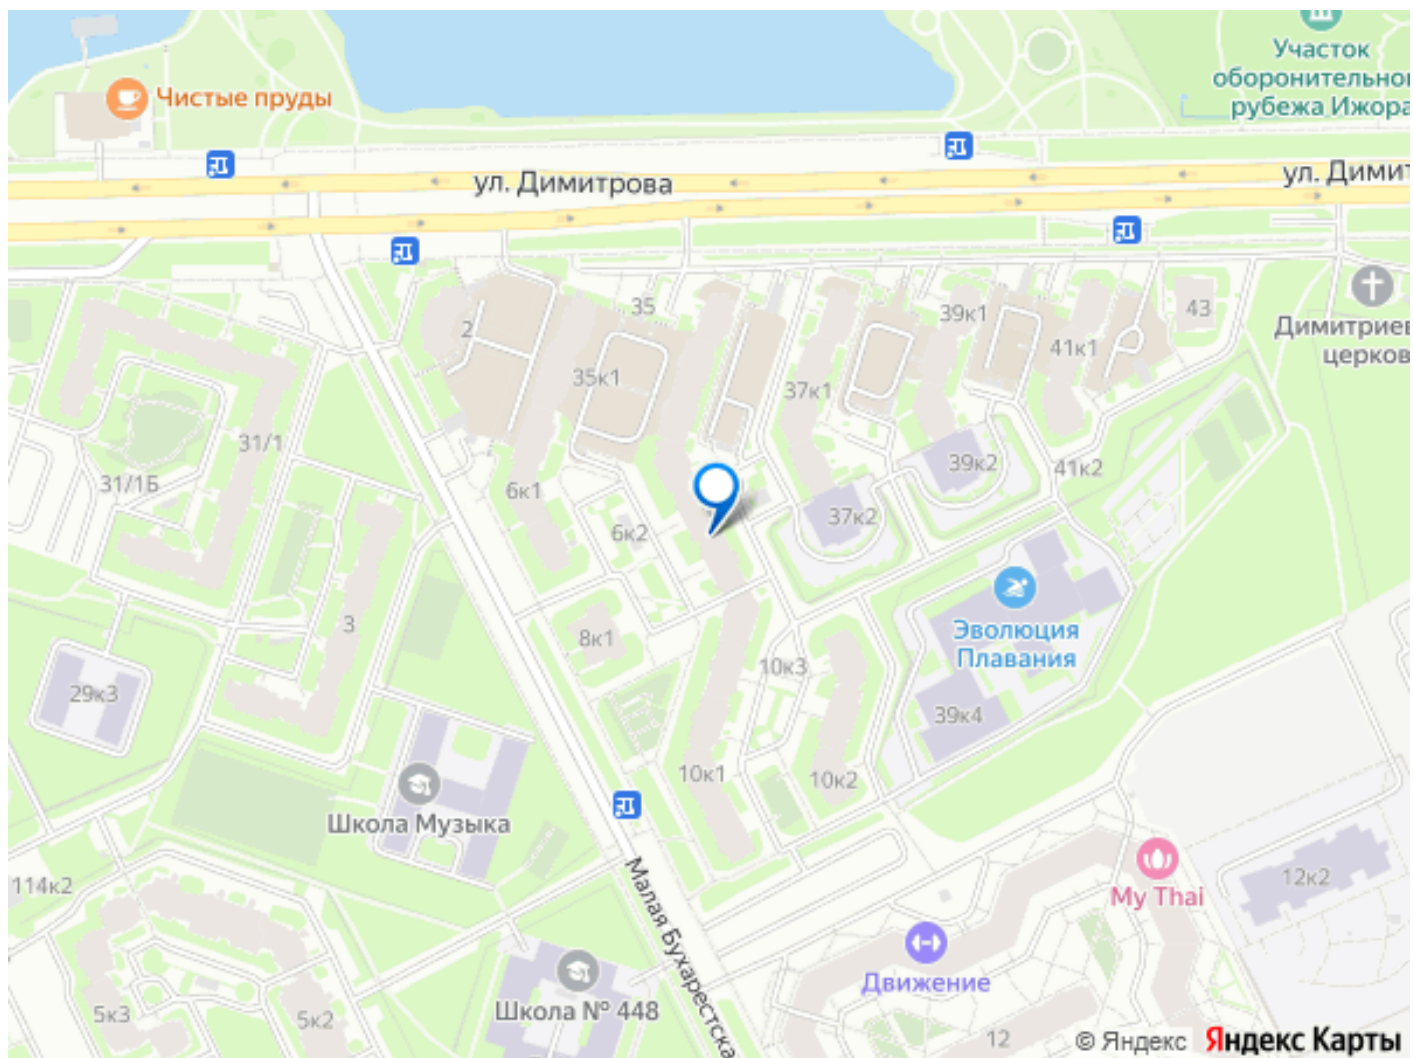 Участок
оборонительног
рубежа Ижора
Чистые пруды
ул. Димитрова
ул. Димит
Димитриев
церков
35
2
39к1
43
41к1
35к1
37к1
31/1
31/1Б
39к2
41к2
6к1
37к2
6к2
Эволюция
Плавания
3
8к1
10к3
29к3
39к4
10к1
10к2
Школа Музыка
114к2
Малая Бухарестска
My Thai
12к2
Движение
Школа № 448
5к3
5к2
12
© Яндекс Яндекс Карты